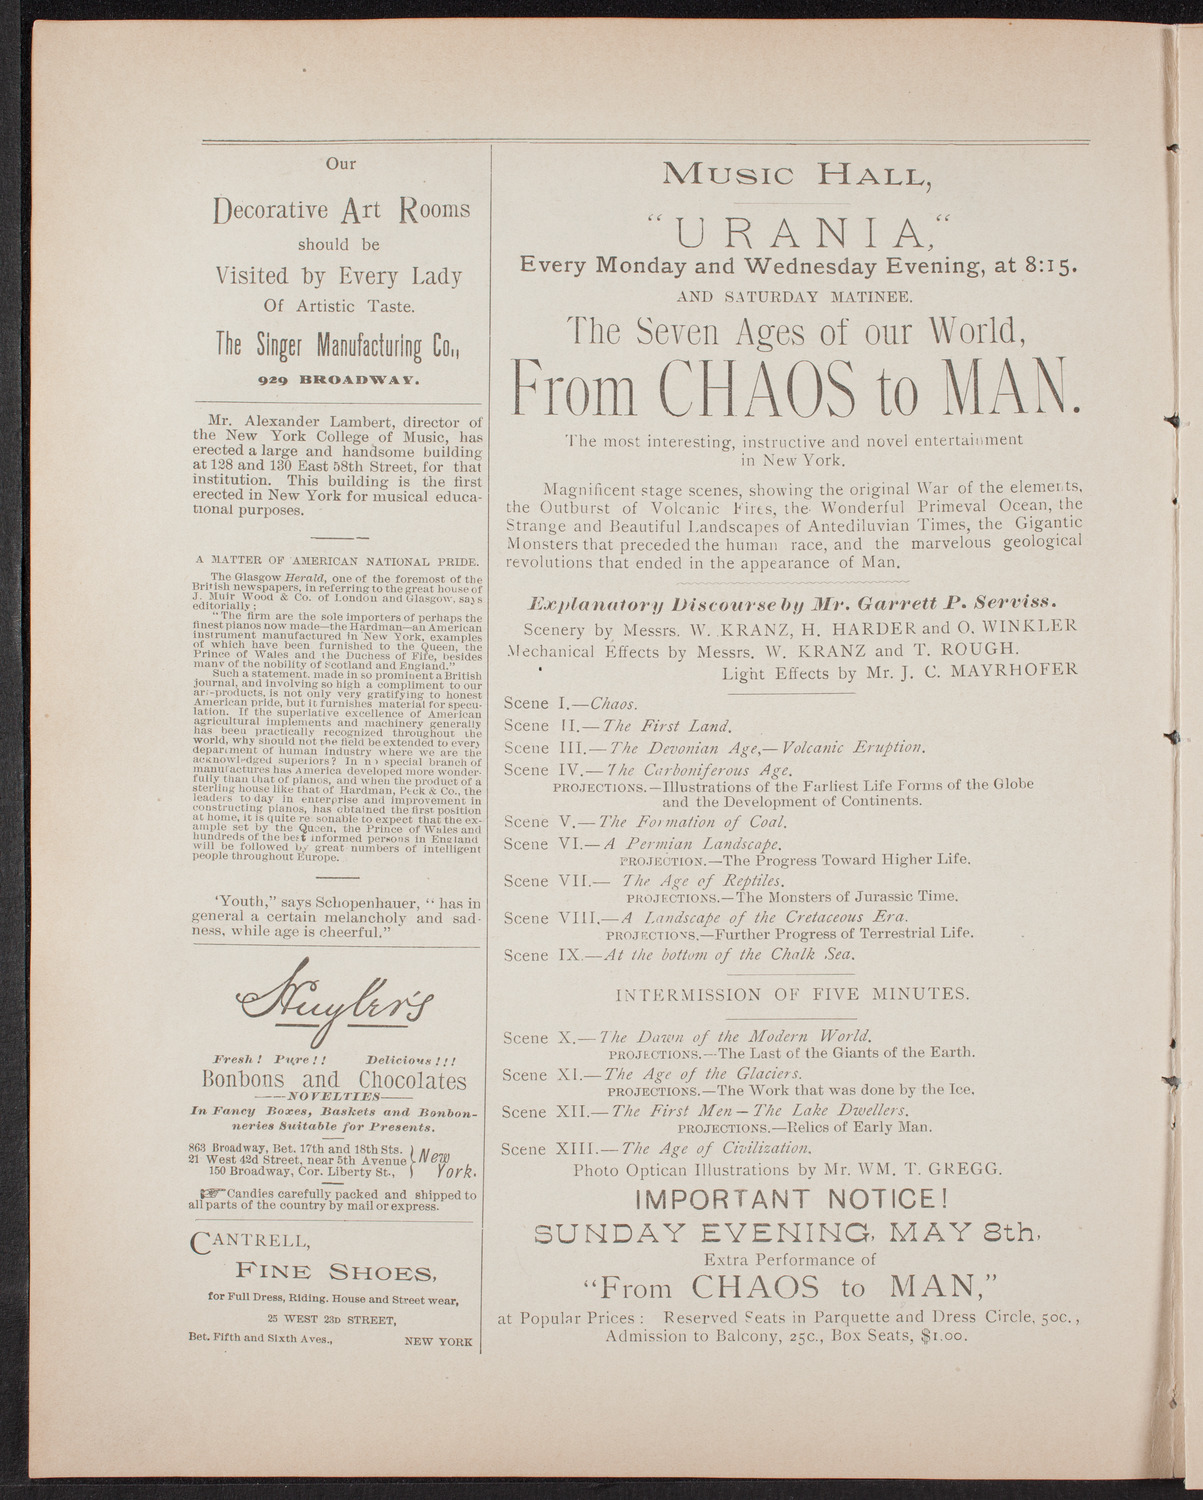 Our
Decorative Art Rooms
should be
Visited by Every Lady
Of Artistic Taste.
The Singer Manufacturing Co.,
929 BROADWAY.
Mr. Alexander Lambert, director of
the New York College of Music, has
erected a large and handsome building
at 128 and 130 East 58th Street, for that
institution. This building is the first
erected in New York for musical educa-
tional purposes.
A MATTER OF AMERICAN NATIONAL PRIDE.
The Glasgow Herald, one of the foremost of the
British newspapers, in referring to the great house of
J. Muir Wood & Co. of London and Glasgow, says
editorially:
"The firm are the sole importers of perhaps the
finest pianos now made—the Hardman—an American
instrument manufactured in New York, examples
of which have been furnished to the Queen, the
Prince of Wales and the Duchess of Fife, besides
many of the nobility of Scotland and England."
Such a statement, made in so prominent a British
journal, and involving so high a compliment to our
art-products, is not only very gratifying to honest
American pride, but it furnishes material for specu-
lation. If the superlative excellence of American
agricultural implements and machinery generally
has been practically recognized throughout the
world, why should not the field be extended to every
department of human industry where we are the
acknowledged superiors? In no special branch of
manufactures has America developed more wonder-
fully than that of pianos, and when the product of a
sterling house like that of Hardman, Peck & Co., the
leaders to day in enterprise and improvement in
constructing pianos, has obtained the first position
at home, it is quite reasonable to expect that the ex-
ample set by the Queen, the Prince of Wales and
hundreds of the best informed persons in England
will be followed by great numbers of intelligent
people throughout Europe.
'Youth," says Schopenhauer, "has in
general a certain melancholy and sad-
ness, while age is cheerful."
Huyler's
Fresh! Pure!! Delicious!!!
Bonbons and Chocolates
—NOVELTIES—
In Fancy Boxes, Baskets and Bonbon-
neries Suitable for Presents.
863 Broadway, Bet. 17th and 18th Sts.
21 West 42d Street, near 5th Avenue
150 Broadway, Cor. Liberty St.,
New
York.
☞Candies carefully packed and shipped to
all parts of the country by mail or express.
CANTRELL,
FINE SHOES,
for Full Dress, Riding. House and Street wear,
25 WEST 23D STREET,
Bet. Fifth and Sixth Aves., NEW YORK
MUSIC HALL,
"URANIA,"
Every Monday and Wednesday Evening, at 8:15.
AND SATURDAY MATINEE.
The Seven Ages of our World,
From CHAOS to MAN.
The most interesting, instructive and novel entertainment
in New York.
Magnificent stage scenes, showing the original War of the elements,
the Outburst of Volcanic Fires, the Wonderful Primeval Ocean, the
Strange and Beautiful Landscapes of Antediluvian Times, the Gigantic
Monsters that preceded the human race, and the marvelous geological
revolutions that ended in the appearance of Man.
Explanatory Discourse by Mr. Garrett P. Serviss.
Scenery by Messrs. W. KRANZ, H. HARDER and O. WINKLER
Mechanical Effects by Messrs. W. KRANZ and T. ROUGH.
Light Effects by Mr. J. C. MAYRHOFER
Scene I.—Chaos.
Scene II.—The First Land.
Scene III.—The Devonian Age,—Volcanic Eruption.
Scene IV.—The Carboniferous Age.
PROJECTIONS.—Illustrations of the Earliest Life Forms of the Globe
and the Development of Continents.
Scene V.—The Formation of Coal.
Scene VI.—A Permian Landscape.
PROJECTION.—The Progress Toward Higher Life.
Scene VII.— The Age of Reptiles.
PROJECTIONS.—The Monsters of Jurassic Time.
Scene VIII.—A Landscape of the Cretaceous Era.
PROJECTIONS.—Further Progress of Terrestrial Life.
Scene IX.—At the bottom of the Chalk Sea.
INTERMISSION OF FIVE MINUTES.
Scene X.—The Dawn of the Modern World.
PROJECTIONS.—The Last of the Giants of the Earth.
Scene XI.—The Age of the Glaciers.
PROJECTIONS.—The Work that was done by the Ice.
Scene XII.—The First Men—The Lake Dwellers.
PROJECTIONS.—Relics of Early Man.
Scene XIII.—The Age of Civilization.
Photo Optican Illustrations by Mr. WM. T. GREGG.
IMPORTANT NOTICE!
SUNDAY EVENING, MAY 8th,
Extra Performance of
"From CHAOS to MAN,"
at Popular Prices: Reserved Seats in Parquette and Dress Circle, 50c.,
Admission to Balcony, 25c., Box Seats, $1.00.